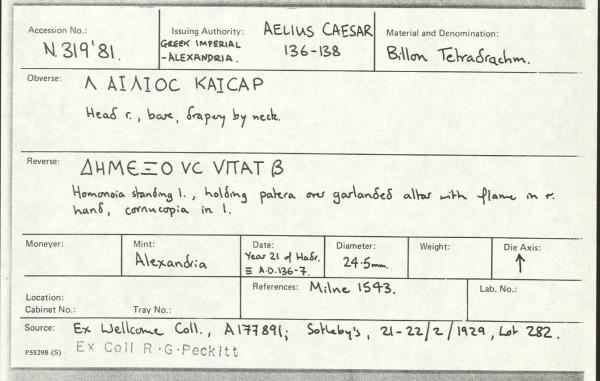 Accession No.: N 319'81.
Issuing Authority: GREEK IMPERIAL - ALEXANDRIA. AELIUS CAESAR 136-138
Material and Denomination: Billon Tetradrachm.
Obverse: Λ ΑΙΛΙΟC ΚΑΙCΑΡ
Head r., bare, drapery by neck.
Reverse: ΔΗΜЄΞΟ VC VΠΑΤ Β
Homonoia standing l., holding patera over garlanded altar with flame in r.
hand, cornucopia in l.
Moneyer:
Mint: Alexandria
Date: Year 21 of Hadr. ≡ A.D.136-7.
Diameter: 24.5mm.
Weight:
Die Axis: ↑
Location:
Cabinet No.: Tray No.:
References: Milne 1543.
Lab. No.:
Source: Ex Wellcome Coll., A177891; Sotheby's, 21-22/2/1929, Lot 282.
P55298 (S) Ex Coll R.G.Peckitt